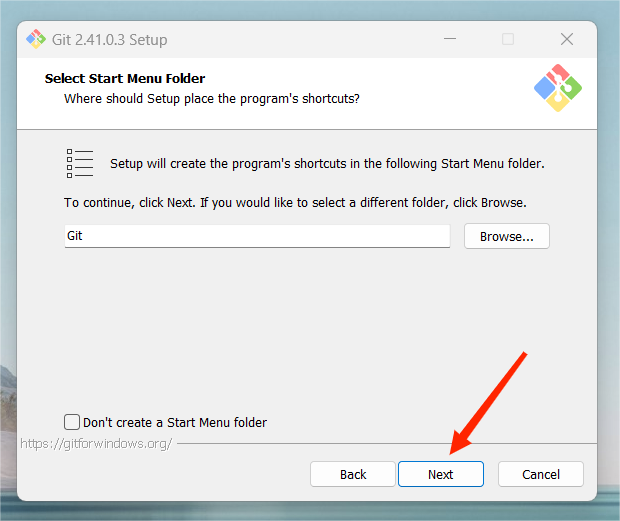 Git 2.41.0.3 Setup
Select Start Menu Folder
Where should Setup place the program's shortcuts?
Setup will create the program's shortcuts in the following Start Menu folder.
To continue, click Next. If you would like to select a different folder, click Browse.
Git
Browse...
Don't create a Start Menu folder
https://gitforwindows.org/
Back
Next
Cancel